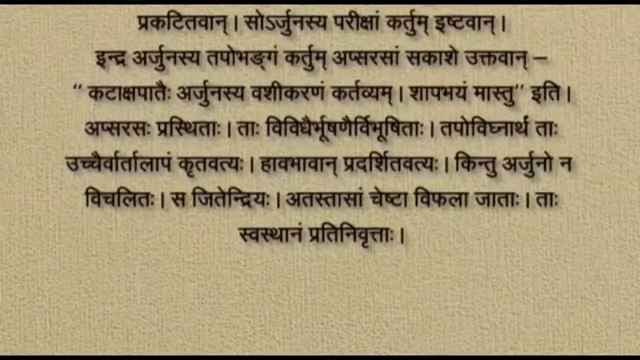 प्रकटितवान् । सोऽर्जुनस्य परीक्षां कर्तुम् इष्टवान् ।
इन्द्र अर्जुनस्य तपोभङ्गं कर्तुम् अप्सरसां सकाशे उक्तवान् –
“ कटाक्षपातैः अर्जुनस्य वशीकरणं कर्तव्यम् । शापभयं मास्तु” इति ।
अप्सरसः प्रस्थिताः । ताः विविधैर्भूषणैर्विभूषिताः । तपोविघ्नार्थं ताः
उच्चैर्वार्तालापं कृतवत्यः । हावभावान् प्रदर्शितवत्यः । किन्तु अर्जुनो न
विचलितः । स जितेन्द्रियः । अतस्तासां चेष्टा विफला जाताः । ताः
स्वस्थानं प्रतिनिवृत्ताः ।